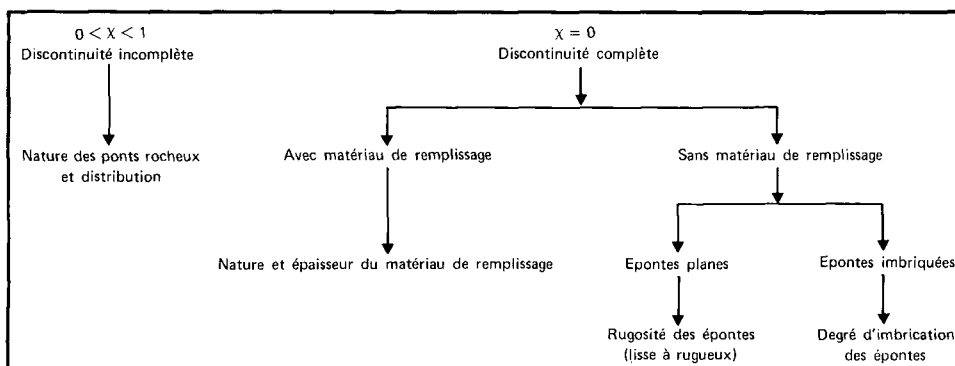 0 < χ < 1
Discontinuité incomplète
χ = 0
Discontinuité complète
Nature des ponts rocheux
et distribution
Avec matériau de remplissage
Sans matériau de remplissage
Nature et épaisseur du matériau de remplissage
Epontes planes
Epontes imbriquées
Rugosité des épontes
(lisse à rugueux)
Degré d'imbrication
des épontes